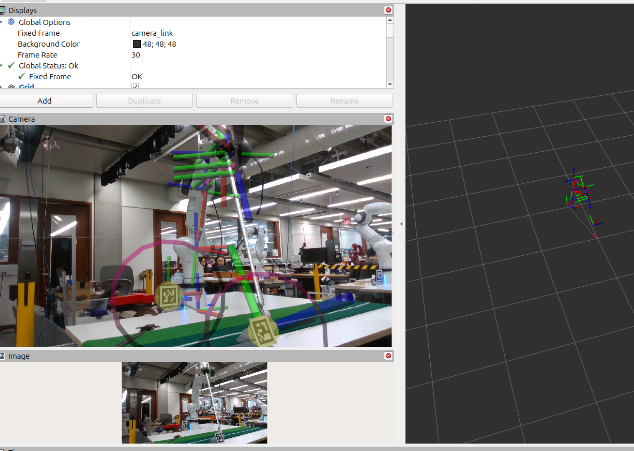 Displays
Global Options
Fixed Frame camera_link
Background Color 48; 48; 48
Frame Rate 30
Global Status: Ok
Fixed Frame OK
Grid
Add Duplicate Remove Rename
Camera
Image